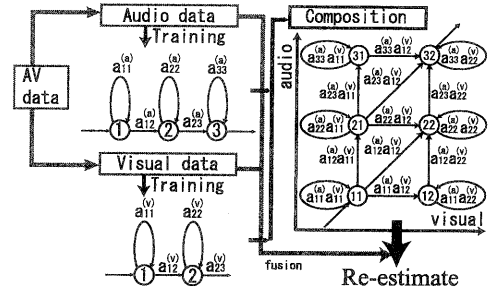 Audio data
Training
AV
data
a11(a) a22(a) a33(a)
1 a12(a) 2 a23(a) 3
Visual data
Training
a11(v) a22(v)
1 a12(v) 2 a23(v)
fusion
Composition
audio
31 a33(a)a12(v) 32
a33(a)a11(v) a33(a)a22(v)
a23(a)a12(v)
a23(a)a11(v) a23(a)a22(v)
21 a22(a)a12(v) 22
a22(a)a11(v) a22(a)a22(v)
a12(a)a11(v) a12(a)a12(v) a12(a)a22(v)
11 a11(a)a12(v) 12
a11(a)a11(v) a11(a)a22(v)
visual
Re-estimate